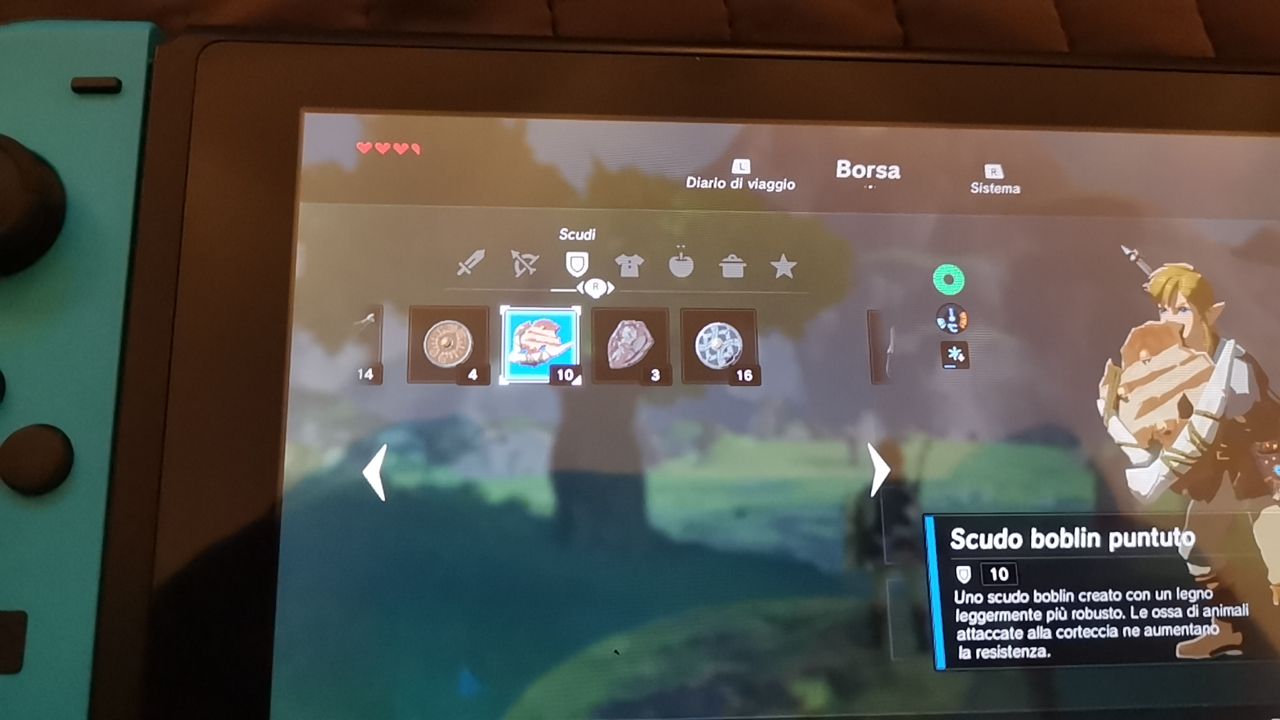 L
Diario di viaggio
Borsa
R
Sistema
Scudi
R
14
4
10
3
16
Scudo boblin puntuto
10
Uno scudo boblin creato con un legno
leggermente più robusto. Le ossa di animali
attaccate alla corteccia ne aumentano
la resistenza.